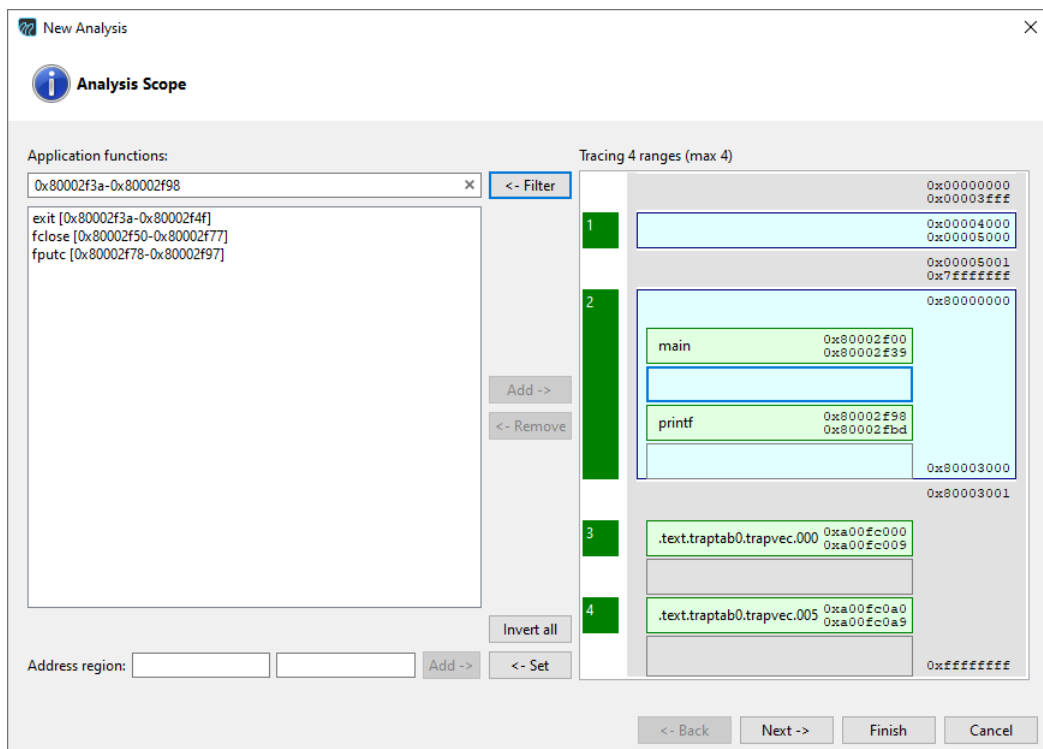 New Analysis
Analysis Scope
Application functions:
0x80002f3a-0x80002f98
<- Filter
exit [0x80002f3a-0x80002f4f]
fclose [0x80002f50-0x80002f77]
fputc [0x80002f78-0x80002f97]
Add ->
<- Remove
Invert all
Address region:
Add ->
<- Set
Tracing 4 ranges (max 4)
0x00000000
0x00003fff
1
0x00004000
0x00005000
0x00005001
0x7fffffff
2
0x80000000
main
0x80002f00
0x80002f39
printf
0x80002f98
0x80002fbd
0x80003000
0x80003001
3
.text.traptab0.trapvec.000
0xa00fc000
0xa00fc009
4
.text.traptab0.trapvec.005
0xa00fc0a0
0xa00fc0a9
0xffffffff
<- Back
Next ->
Finish
Cancel